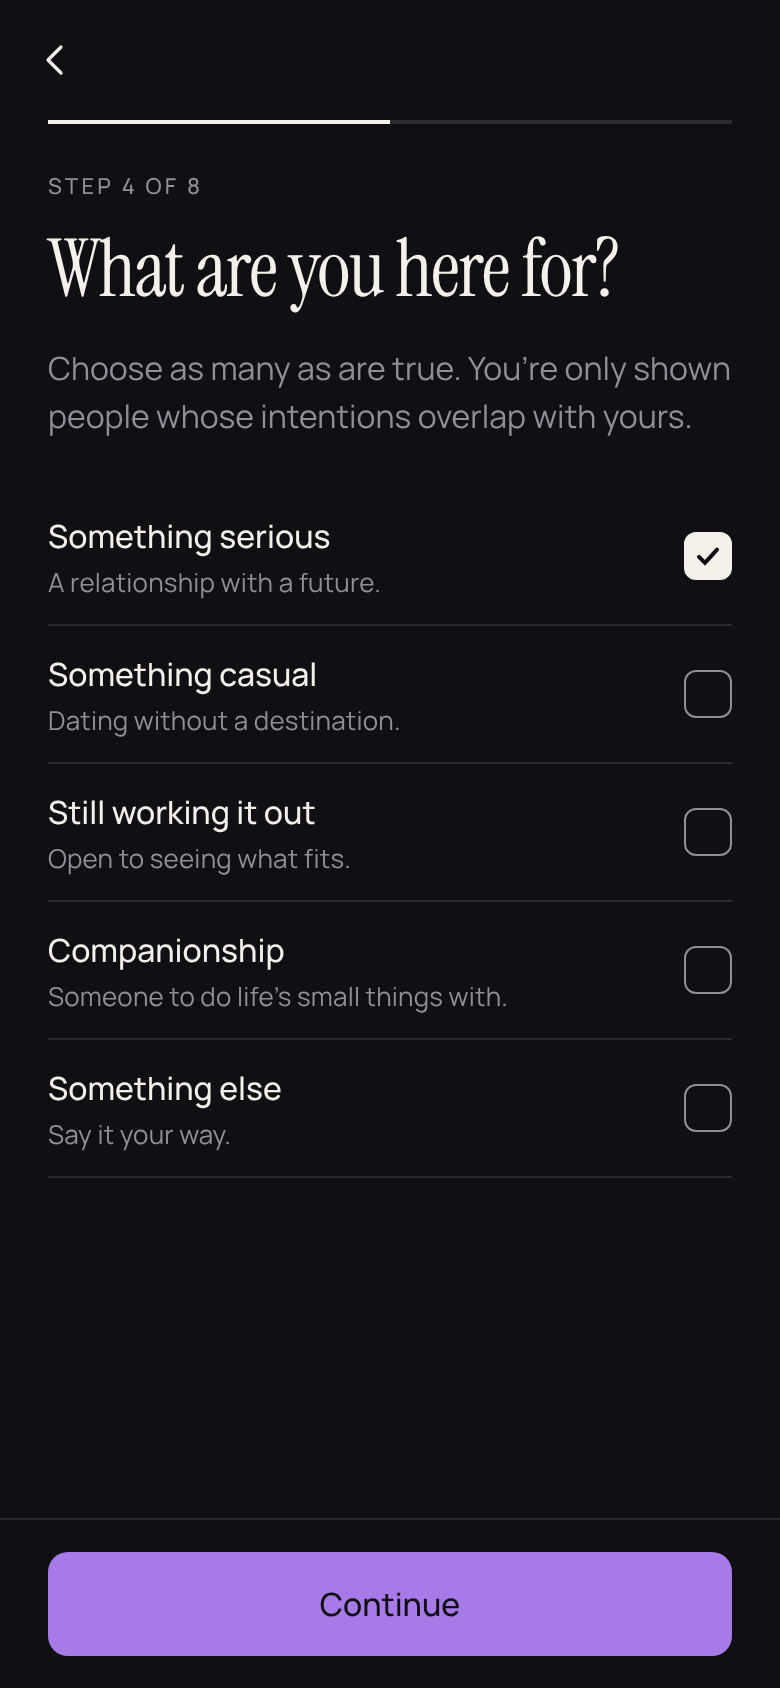 STEP 4 OF 8
What are you here for?
Choose as many as are true. You’re only shown
people whose intentions overlap with yours.
Something serious
A relationship with a future.
Something casual
Dating without a destination.
Still working it out
Open to seeing what fits.
Companionship
Someone to do life’s small things with.
Something else
Say it your way.
Continue